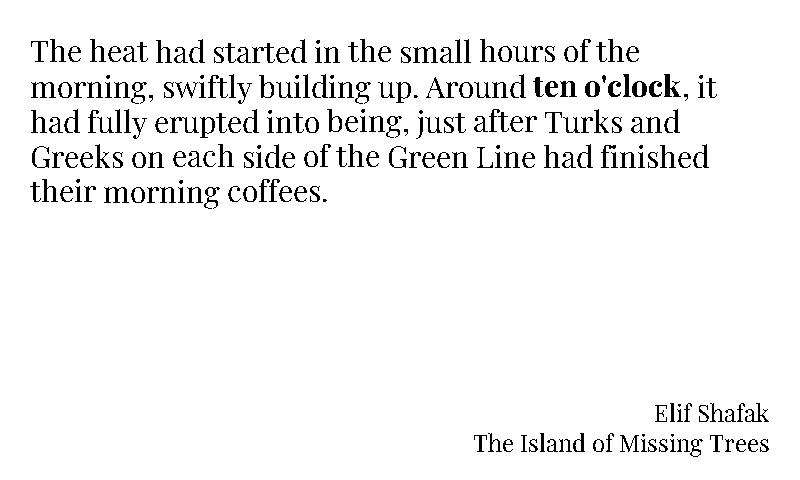 The heat had started in the small hours of the
morning, swiftly building up. Around ten o'clock, it
had fully erupted into being, just after Turks and
Greeks on each side of the Green Line had finished
their morning coffees.
Elif Shafak
The Island of Missing Trees